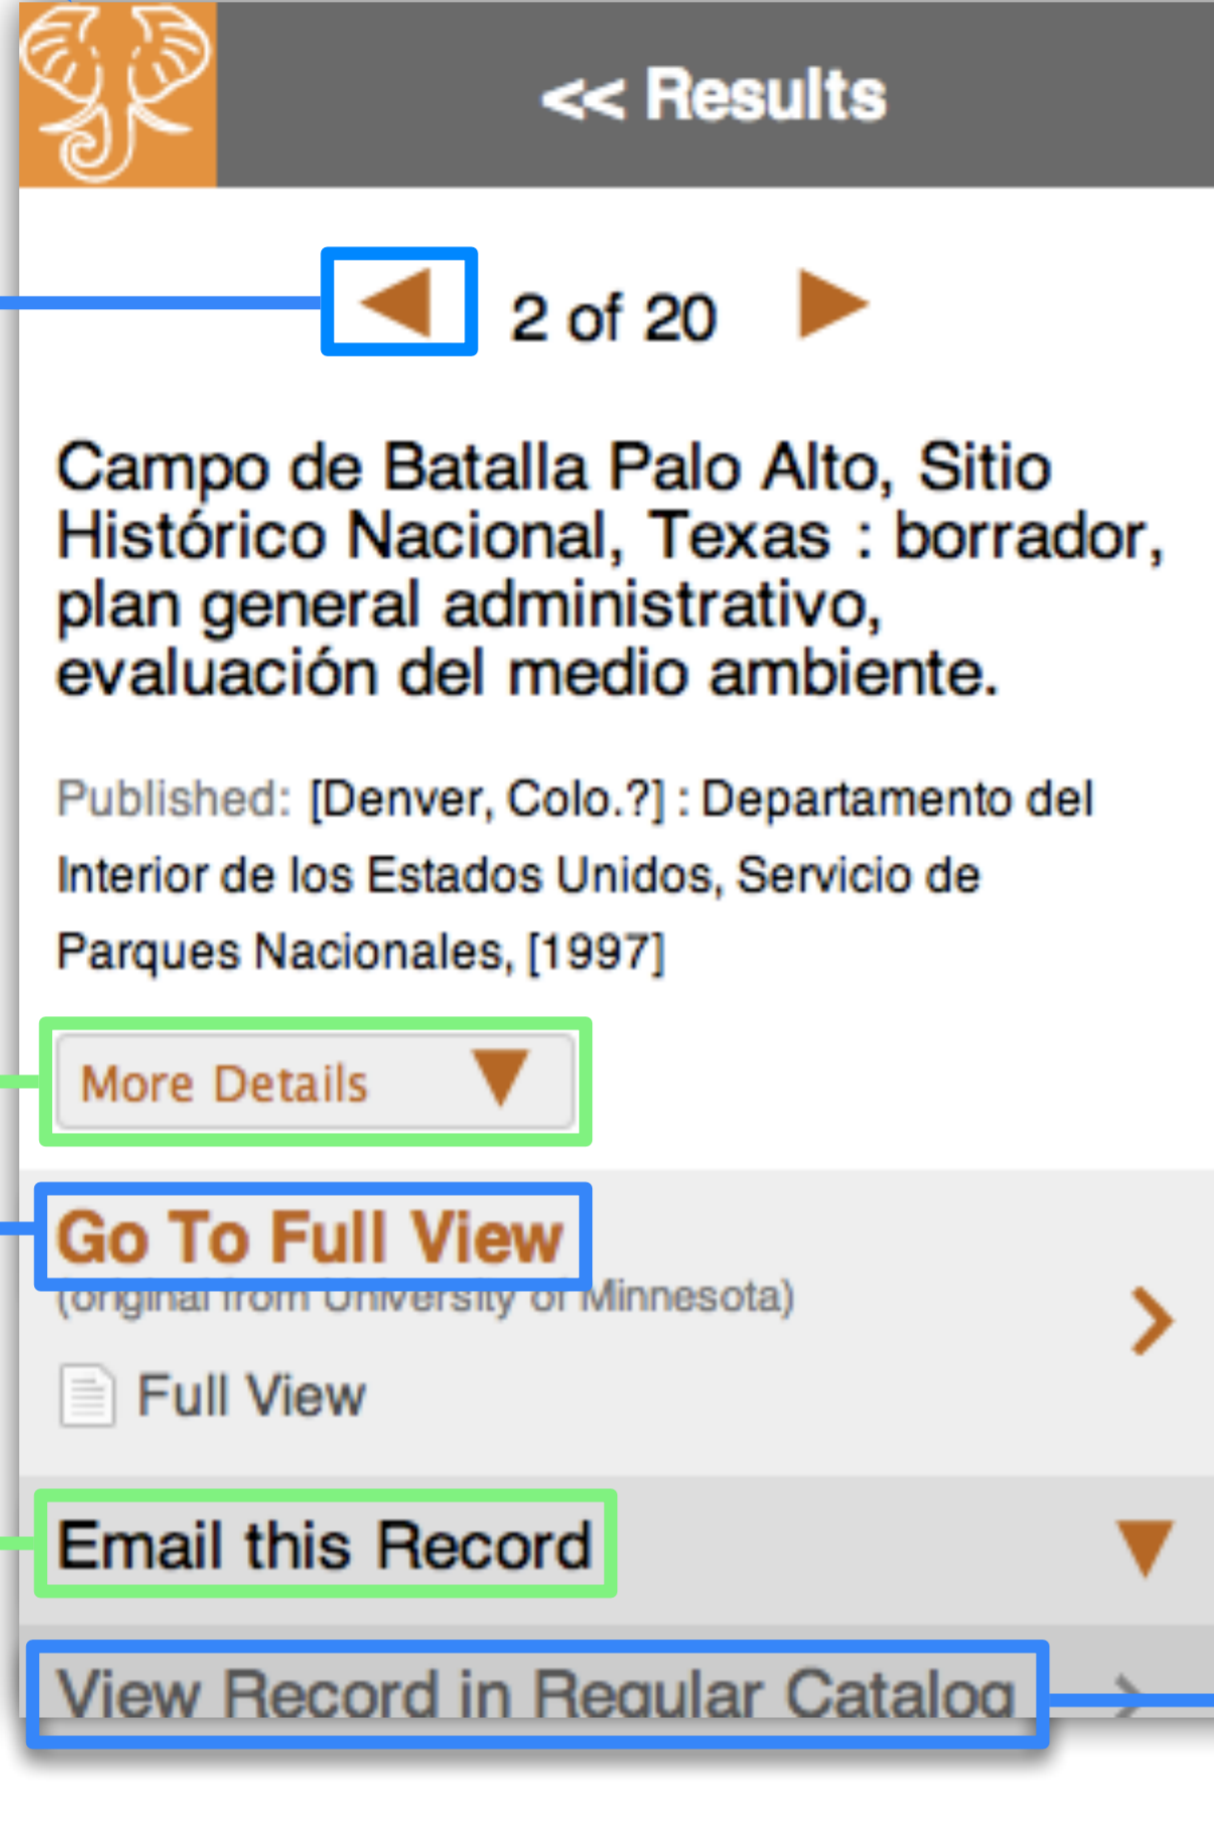 << Results
2 of 20
Campo de Batalla Palo Alto, Sitio
Histórico Nacional, Texas : borrador,
plan general administrativo,
evaluación del medio ambiente.
Published: [Denver, Colo.?] : Departamento del
Interior de los Estados Unidos, Servicio de
Parques Nacionales, [1997]
More Details
Go To Full View
(original from University of Minnesota)
Full View
Email this Record
View Record in Regular Catalog